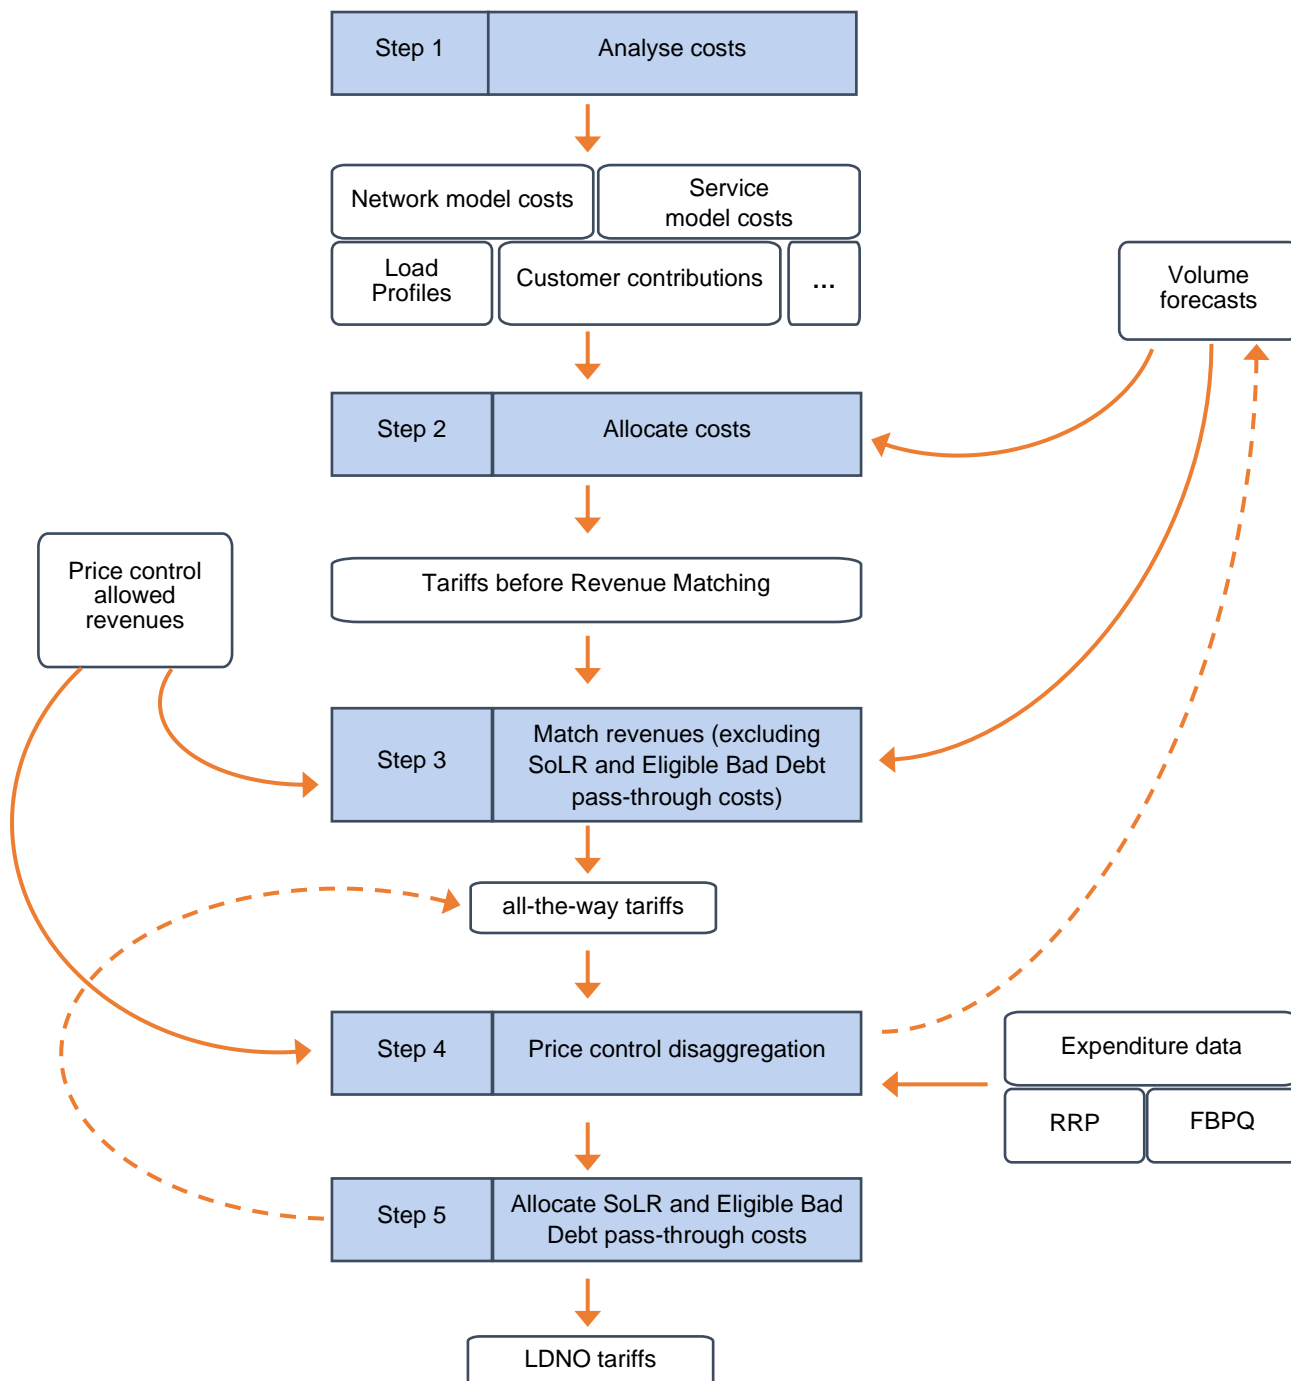 Step 1
Analyse costs
Network model costs
Service
model costs
Load
Profiles
Customer contributions
...
Volume
forecasts
Step 2
Allocate costs
Price control
allowed
revenues
Tariffs before Revenue Matching
Step 3
Match revenues (excluding
SoLR and Eligible Bad Debt
pass-through costs)
all-the-way tariffs
Step 4
Price control disaggregation
Expenditure data
RRP
FBPQ
Step 5
Allocate SoLR and Eligible Bad
Debt pass-through costs
LDNO tariffs